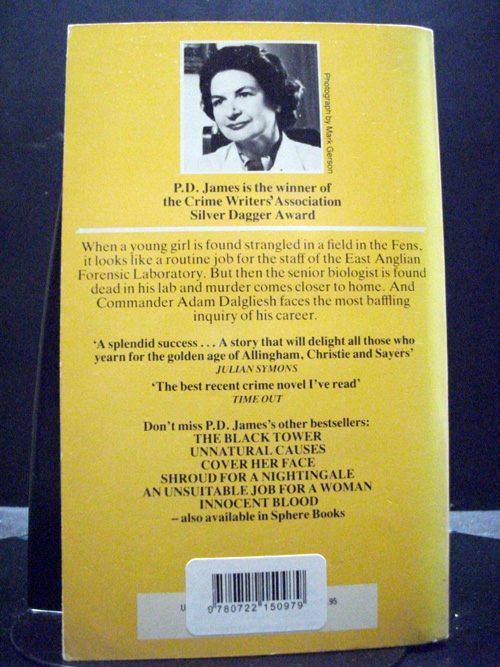 Photograph by Mark Gerson
P.D. James is the winner of
the Crime Writers' Association
Silver Dagger Award
When a young girl is found strangled in a field in the Fens,
it looks like a routine job for the staff of the East Anglian
Forensic Laboratory. But then the senior biologist is found
dead in his lab and murder comes closer to home. And
Commander Adam Dalgliesh faces the most baffling
inquiry of his career.
'A splendid success . . . A story that will delight all those who
yearn for the golden age of Allingham, Christie and Sayers'
JULIAN SYMONS
'The best recent crime novel I've read'
TIME OUT
Don't miss P.D. James's other bestsellers:
THE BLACK TOWER
UNNATURAL CAUSES
COVER HER FACE
SHROUD FOR A NIGHTINGALE
AN UNSUITABLE JOB FOR A WOMAN
INNOCENT BLOOD
– also available in Sphere Books
U
.95
9780722150979